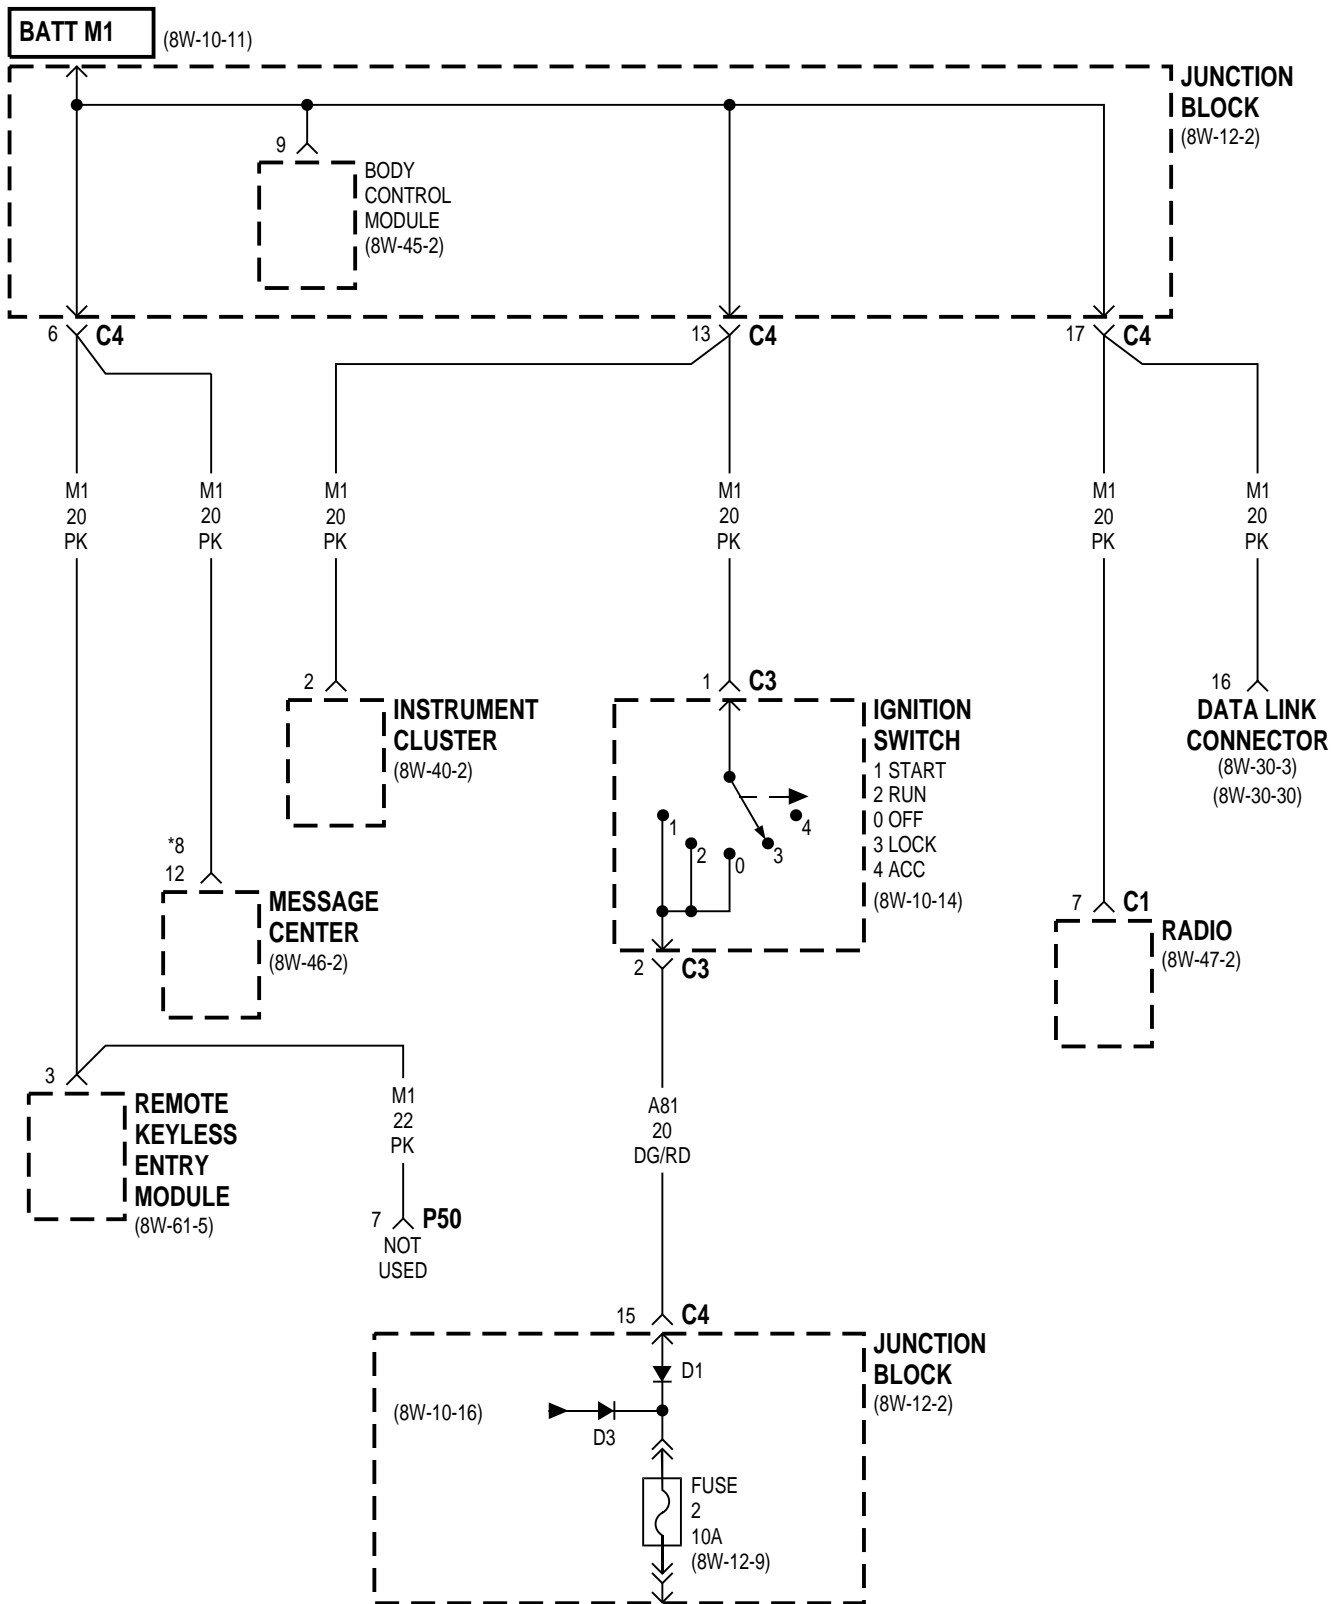 BATT M1
(8W-10-11)
JUNCTION
BLOCK
(8W-12-2)
9
BODY
CONTROL
MODULE
(8W-45-2)
6 C4
13 C4
17 C4
M1
20
PK
M1
20
PK
M1
20
PK
M1
20
PK
M1
20
PK
M1
20
PK
2
INSTRUMENT
CLUSTER
(8W-40-2)
1 C3
IGNITION
SWITCH
1 START
2 RUN
0 OFF
3 LOCK
4 ACC
(8W-10-14)
1
2
0
3
4
2 C3
16
DATA LINK
CONNECTOR
(8W-30-3)
(8W-30-30)
*8
12
MESSAGE
CENTER
(8W-46-2)
7 C1
RADIO
(8W-47-2)
3
REMOTE
KEYLESS
ENTRY
MODULE
(8W-61-5)
M1
22
PK
7 P50
NOT
USED
A81
20
DG/RD
15 C4
JUNCTION
BLOCK
(8W-12-2)
D1
(8W-10-16)
D3
FUSE
2
10A
(8W-12-9)